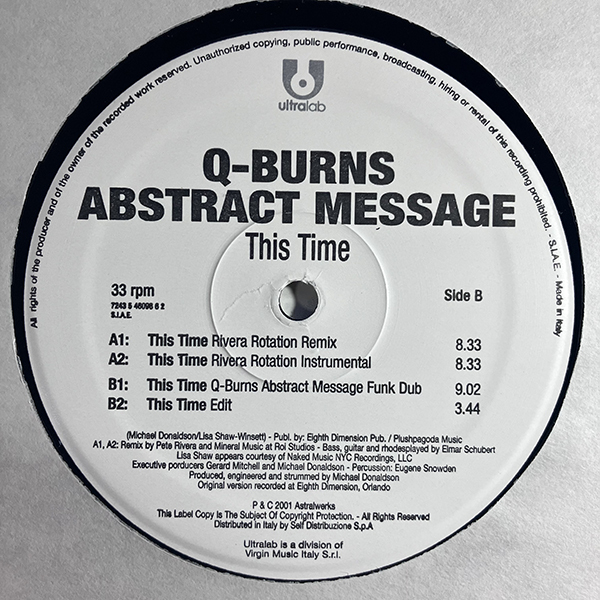 All rights of the producer and of the owner of the recorded work reserved. Unauthorized copying, public performance, broadcasting, hiring or rental of this recording prohibited. - S.I.A.E. - Made in Italy
ultralab
Q-BURNS
ABSTRACT MESSAGE
This Time
33 rpm
7243 5 46098 6 2
S.I.A.E.
Side B
A1: This Time Rivera Rotation Remix 8.33
A2: This Time Rivera Rotation Instrumental 8.33
B1: This Time Q-Burns Abstract Message Funk Dub 9.02
B2: This Time Edit 3.44
(Michael Donaldson/Lisa Shaw-Winsett) - Publ. by: Eighth Dimension Pub. / Plushpagoda Music
A1, A2: Remix by Pete Rivera and Mineral Music at Roi Studios - Bass, guitar and rhodesplayed by Elmar Schubert
Lisa Shaw appears courtesy of Naked Music NYC Recordings, LLC
Executive producers Gerard Mitchell and Michael Donaldson - Percussion: Eugene Snowden
Produced, engineered and strummed by Michael Donaldson
Original version recorded at Eighth Dimension, Orlando
P & C 2001 Astralwerks
This Label Copy Is The Subject Of Copyright Protection. - All Rights Reserved
Distributed in Italy by Self Distribuzione S.p.A
Ultralab is a division of
Virgin Music Italy S.r.l.